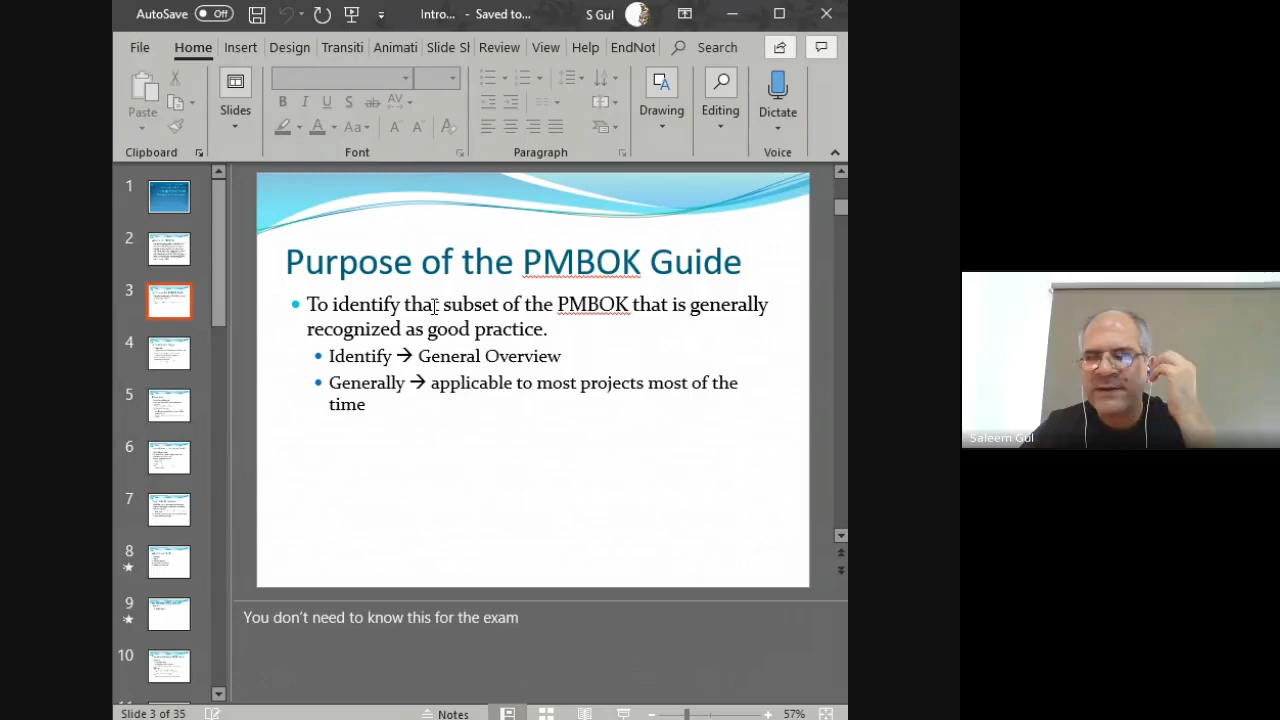 AutoSave Off Intro... - Saved to... S Gul
File Home Insert Design Transiti Animati Slide Sl Review View Help EndNot Search
Paste Slides Drawing Editing Dictate
B I U S ab AV
A Aa A A A
Clipboard Font Paragraph Voice
1
2
3
4
5
6
7
8
9
10
Purpose of the PMBOK Guide
To identify that subset of the PMBOK that is generally
recognized as good practice.
Identify → General Overview
Generally → applicable to most projects most of the
time
You don't need to know this for the exam
Slide 3 of 35 Notes 57%
Saleem Gul